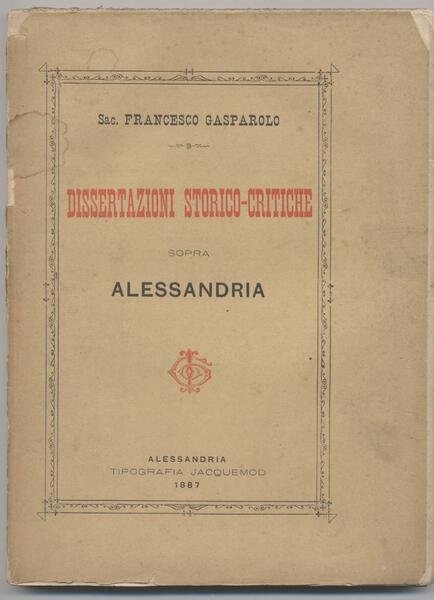 Sac. FRANCESCO GASPAROLO
DISSERTAZIONI STORICO-CRITICHE
SOPRA
ALESSANDRIA
ALESSANDRIA
TIPOGRAFIA JACQUEMOD
1887